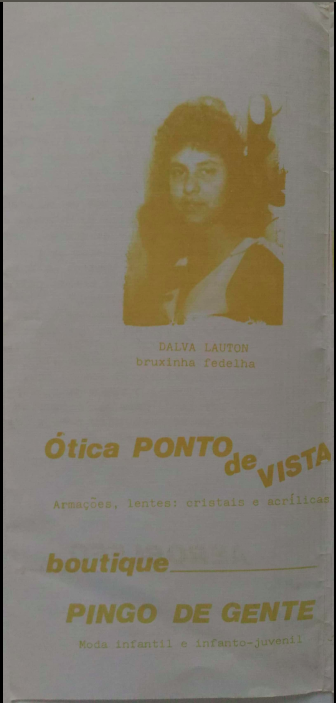 DALVA LAUTON
bruxinha fedelha
Ótica PONTO de VISTA
Armações, lentes: cristais e acrílicas
boutique
PINGO DE GENTE
Moda infantil e infanto-juvenil